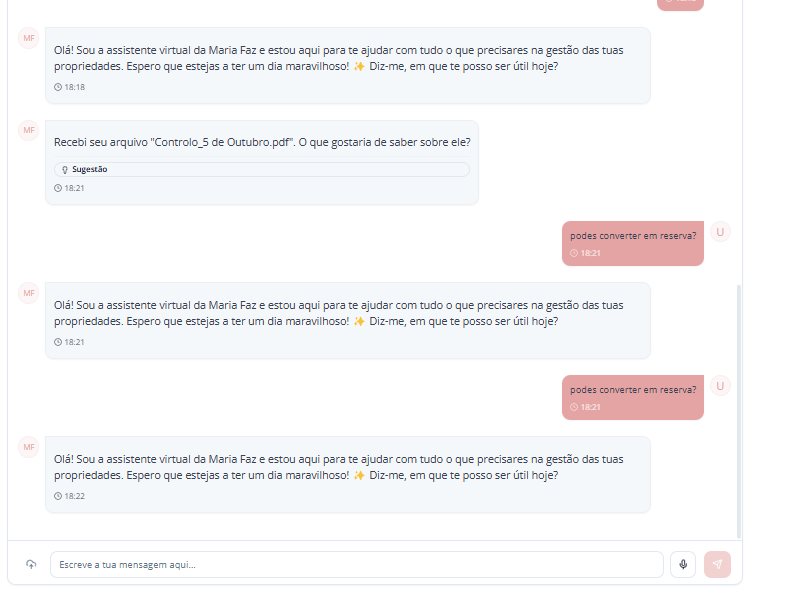 MF
Olá! Sou a assistente virtual da Maria Faz e estou aqui para te ajudar com tudo o que precisares na gestão das tuas
propriedades. Espero que estejas a ter um dia maravilhoso! ✨ Diz-me, em que te posso ser útil hoje?
18:18
MF
Recebi seu arquivo "Controlo_5 de Outubro.pdf". O que gostaria de saber sobre ele?
Sugestão
18:21
podes converter em reserva?
U
18:21
MF
Olá! Sou a assistente virtual da Maria Faz e estou aqui para te ajudar com tudo o que precisares na gestão das tuas
propriedades. Espero que estejas a ter um dia maravilhoso! ✨ Diz-me, em que te posso ser útil hoje?
18:21
podes converter em reserva?
U
18:21
MF
Olá! Sou a assistente virtual da Maria Faz e estou aqui para te ajudar com tudo o que precisares na gestão das tuas
propriedades. Espero que estejas a ter um dia maravilhoso! ✨ Diz-me, em que te posso ser útil hoje?
18:22
Escreve a tua mensagem aqui...